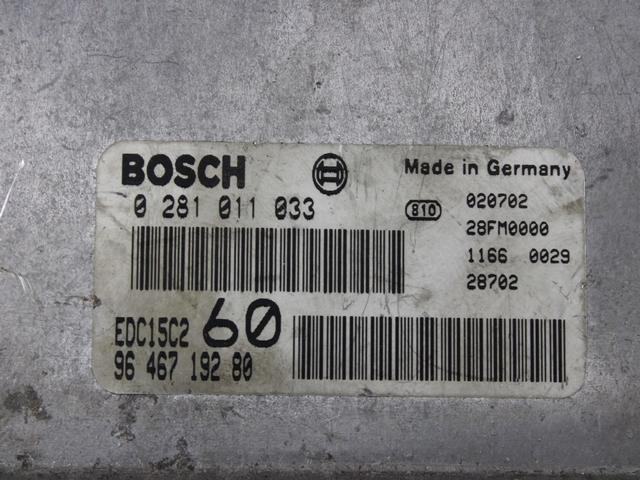 BOSCH
0 281 011 033
EDC15C2 60
96 467 192 80
Made in Germany
810 020702
28FM0000
1166 0029
28702